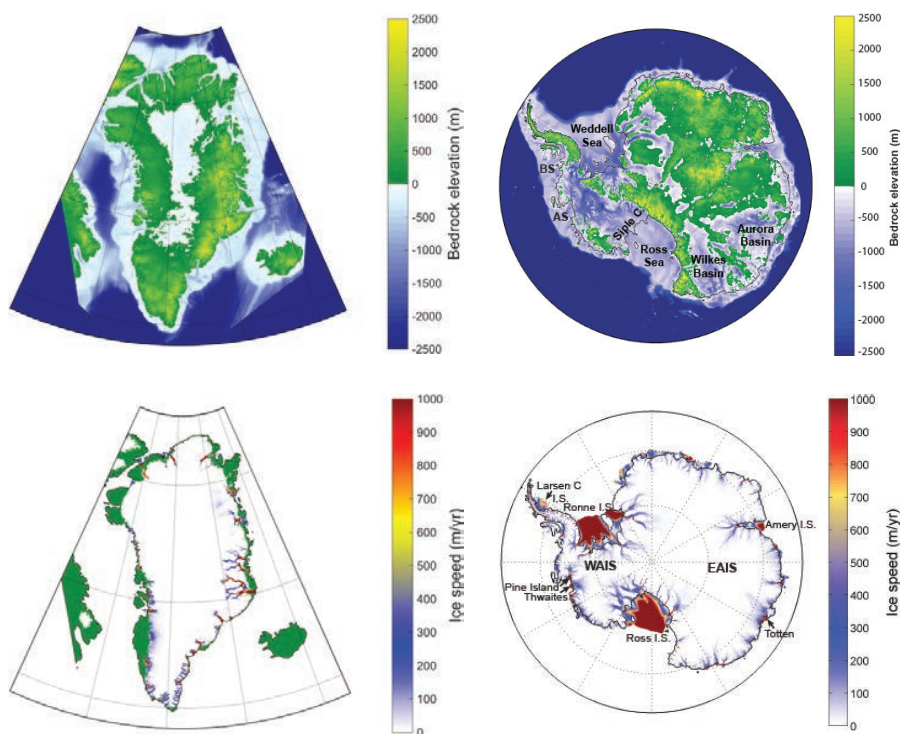 2500
2000
1500
1000
500
0
-500
-1000
-1500
-2000
-2500
Bedrock elevation (m)
Weddell
Sea
BS
AS
Siple C
Ross
Sea
Wilkes
Basin
Aurora
Basin
2500
2000
1500
1000
500
0
-500
-1000
-1500
-2000
-2500
Bedrock elevation (m)
1000
900
800
700
600
500
400
300
200
100
0
Ice speed (m/yr)
Larsen C
I.S.
Ronne I.S.
Amery I.S.
WAIS
EAIS
Pine Island
Thwaites
Ross I.S.
Totten
1000
900
800
700
600
500
400
300
200
100
0
Ice speed (m/yr)